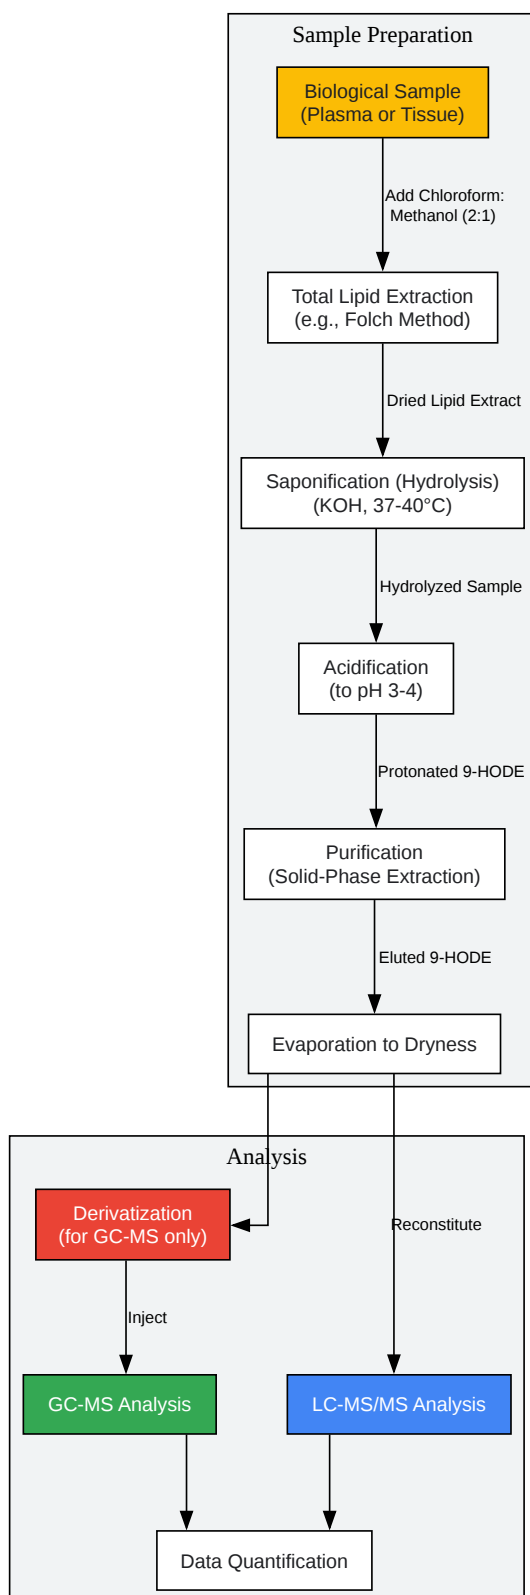 Sample Preparation
Biological Sample
(Plasma or Tissue)
Add Chloroform:
Methanol (2:1)
Total Lipid Extraction
(e.g., Folch Method)
Dried Lipid Extract
Saponification (Hydrolysis)
(KOH, 37-40°C)
Hydrolyzed Sample
Acidification
(to pH 3-4)
Protonated 9-HODE
Purification
(Solid-Phase Extraction)
Eluted 9-HODE
Evaporation to Dryness
Analysis
Derivatization
(for GC-MS only)
Reconstitute
Inject
GC-MS Analysis
LC-MS/MS Analysis
Data Quantification